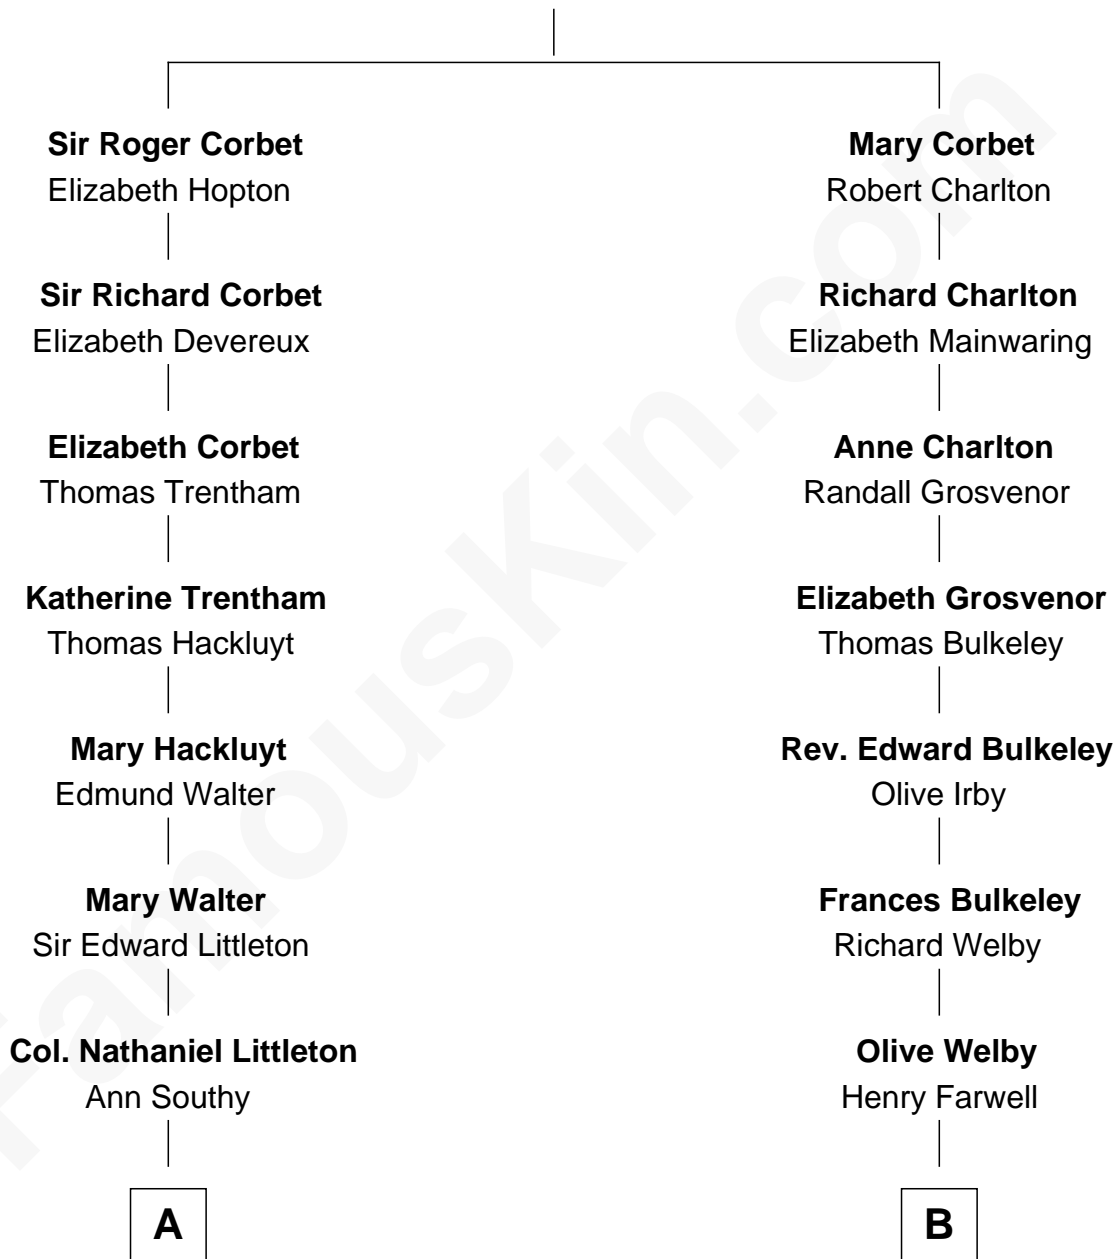 Sir Roger Corbet
Elizabeth Hopton
Sir Richard Corbet
Elizabeth Devereux
Elizabeth Corbet
Thomas Trentham
Katherine Trentham
Thomas Hackluyt
Mary Hackluyt
Edmund Walter
Mary Walter
Sir Edward Littleton
Col. Nathaniel Littleton
Ann Southy
A
Mary Corbet
Robert Charlton
Richard Charlton
Elizabeth Mainwaring
Anne Charlton
Randall Grosvenor
Elizabeth Grosvenor
Thomas Bulkeley
Rev. Edward Bulkeley
Olive Irby
Frances Bulkeley
Richard Welby
Olive Welby
Henry Farwell
B
FamousKin.com